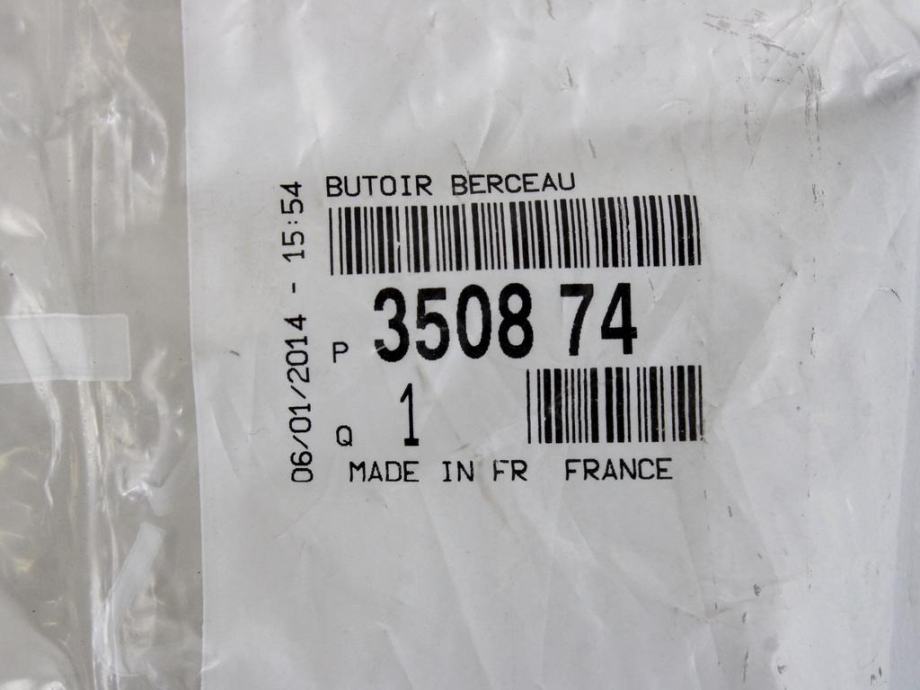 BUTOIR BERCEAU
P 3508 74
Q 1
MADE IN FR FRANCE
06/01/2014 - 15:54